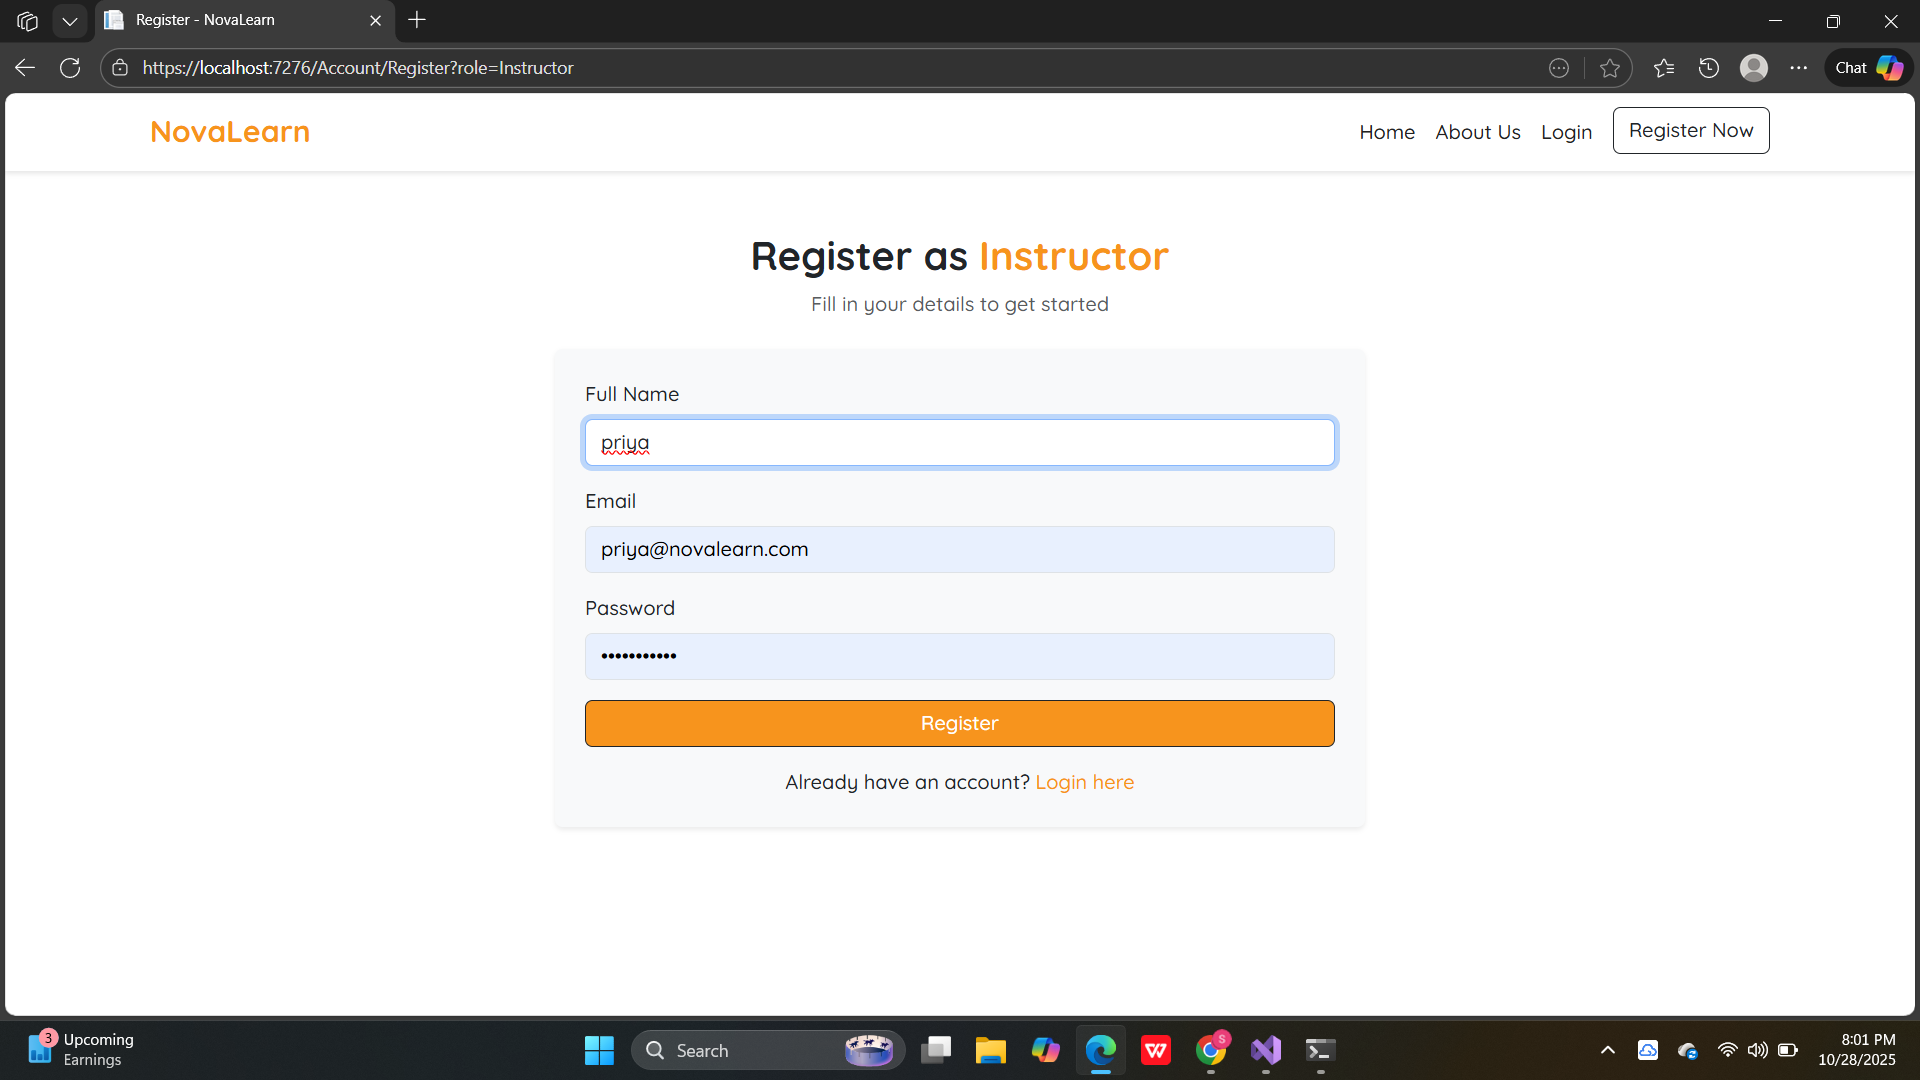 Register - NovaLearn
https://localhost:7276/Account/Register?role=Instructor
Chat
NovaLearn
Home
About Us
Login
Register Now
Register as Instructor
Fill in your details to get started
Full Name
priya
Email
priya@novalearn.com
Password
•••••••••••
Register
Already have an account? Login here
3
Upcoming
Earnings
Search
W
S
8:01 PM
10/28/2025